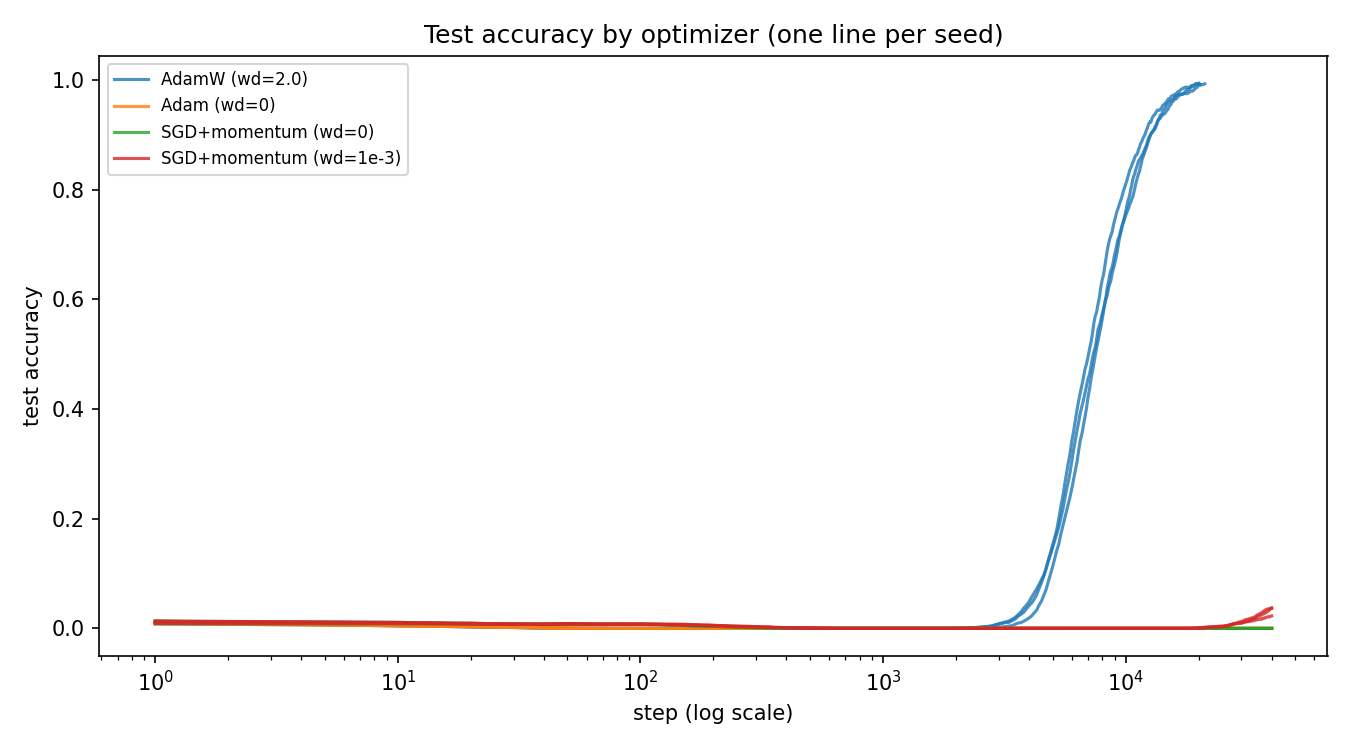 Test accuracy by optimizer (one line per seed)
AdamW (wd=2.0)
Adam (wd=0)
SGD+momentum (wd=0)
SGD+momentum (wd=1e-3)
1.0
0.8
0.6
0.4
0.2
0.0
test accuracy
10⁰ 10¹ 10² 10³ 10⁴
step (log scale)